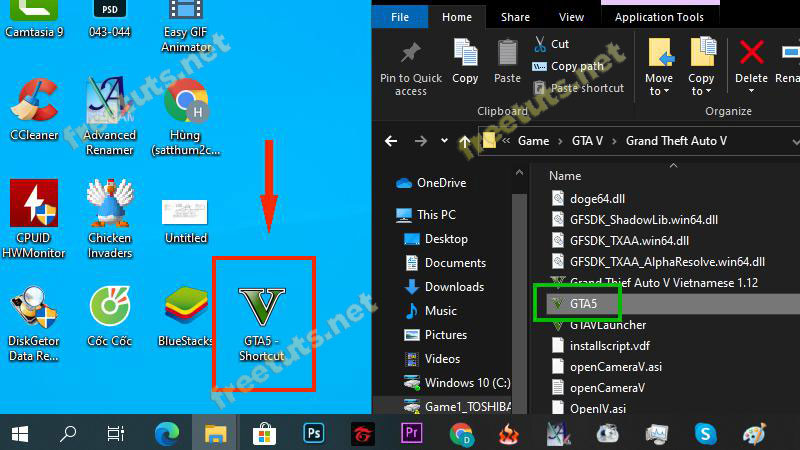 Camtasia 9
PSD
043-044
Easy GIF
Animator
CCleaner
Advanced
Renamer
H
Hùng
(satthum2c...
CPUID
HWMonitor
Chicken
Invaders
Untitled
DiskGetor
Data Re...
Cốc Cốc
BlueStacks
GTA5 -
Shortcut
freetuts.net
freetuts.net
File
Home
Share
View
Application Tools
Pin to Quick
access
Copy
Paste
Cut
Copy path
Paste shortcut
Clipboard
Move
to
Copy
to
Delete
Organize
freetuts.net
« Game > GTA V > Grand Theft Auto V
OneDrive
This PC
Desktop
Documents
Downloads
Music
Pictures
Videos
Windows 10 (C:)
Game1_TOSHIBA
Name
doge64.dll
GFSDK_ShadowLib.win64.dll
GFSDK_TXAA.win64.dll
GFSDK_TXAA_AlphaResolve.win64.dll
Grand Thief Auto V Vietnamese 1.12
GTA5
GTAVLauncher
installscript.vdf
openCameraV.asi
openCameraV
OpenIV.asi
Ps
Pr
D
S